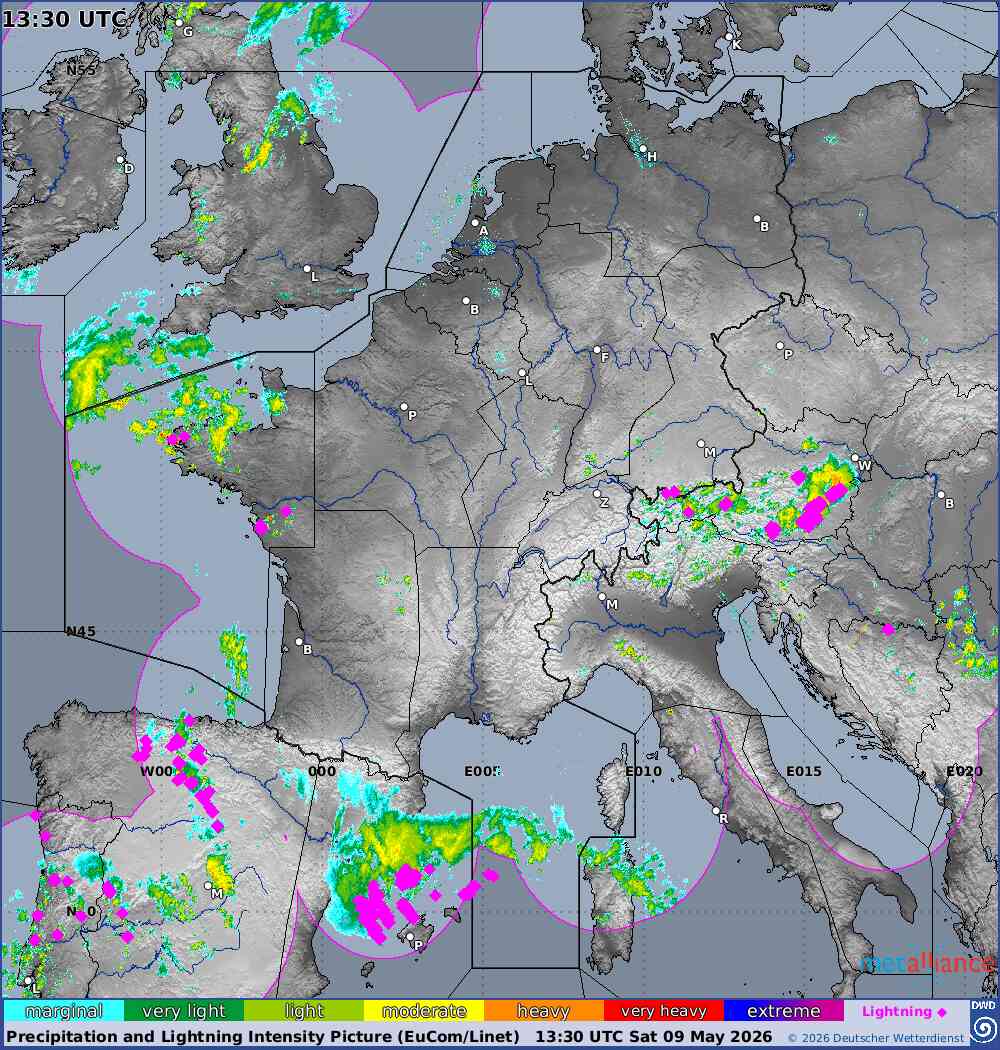 13:30 UTC
G
K
N55
D
H
A
B
L
B
P
F
L
P
M
W
Z
B
M
N45
B
W00
000
E005
E010
E015
E020
R
M
P
L
metalliance
marginal very light light moderate heavy very heavy extreme Lightning
DWD
Precipitation and Lightning Intensity Picture (EuCom/Linet) 13:30 UTC Sat 09 May 2026 © 2026 Deutscher Wetterdienst